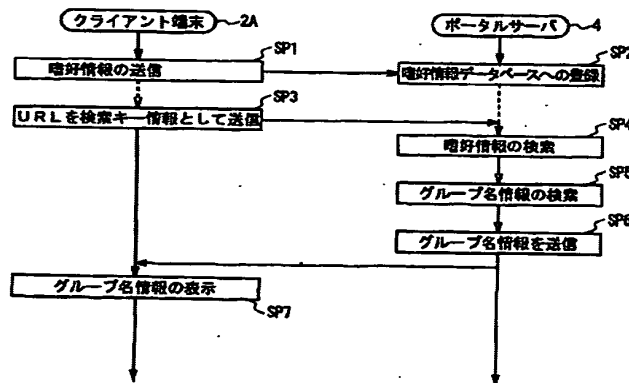 クライアント端末
2A
ポータルサーバ
4
SP1
嗜好情報の送信
SP2
嗜好情報データベースへの登録
SP3
URLを検索キー情報として送信
SP4
嗜好情報の検索
SP5
グループ名情報の検索
SP6
グループ名情報を送信
グループ名情報の表示
SP7